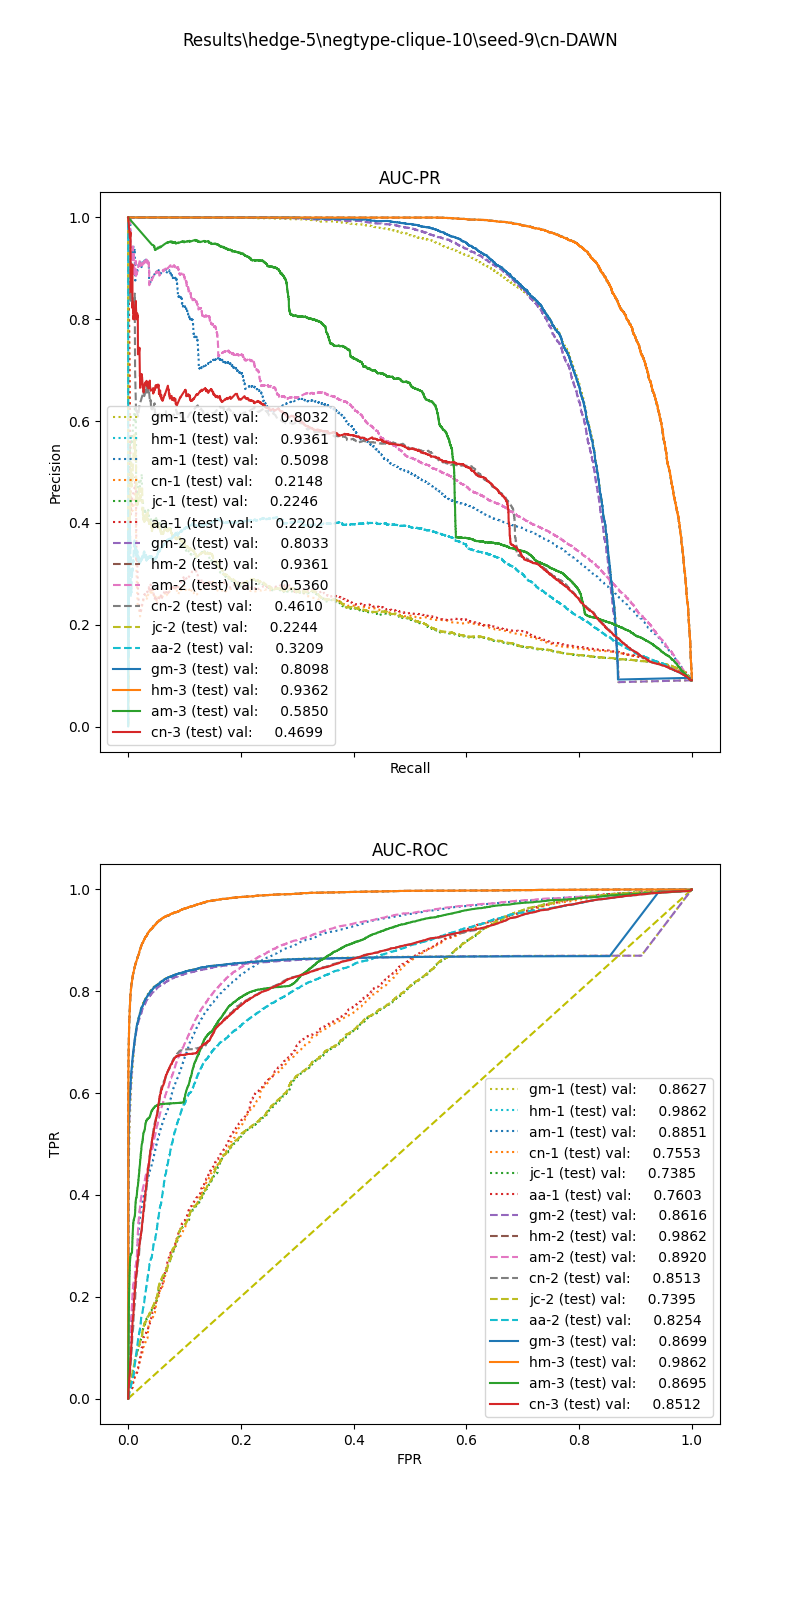 Results\hedge-5\negtype-clique-10\seed-9\cn-DAWN
AUC-PR
1.0
0.8
0.6
0.4
0.2
0.0
Precision
gm-1 (test) val: 0.8032
hm-1 (test) val: 0.9361
am-1 (test) val: 0.5098
cn-1 (test) val: 0.2148
jc-1 (test) val: 0.2246
aa-1 (test) val: 0.2202
gm-2 (test) val: 0.8033
hm-2 (test) val: 0.9361
am-2 (test) val: 0.5360
cn-2 (test) val: 0.4610
jc-2 (test) val: 0.2244
aa-2 (test) val: 0.3209
gm-3 (test) val: 0.8098
hm-3 (test) val: 0.9362
am-3 (test) val: 0.5850
cn-3 (test) val: 0.4699
Recall
AUC-ROC
1.0
0.8
0.6
0.4
0.2
0.0
TPR
gm-1 (test) val: 0.8627
hm-1 (test) val: 0.9862
am-1 (test) val: 0.8851
cn-1 (test) val: 0.7553
jc-1 (test) val: 0.7385
aa-1 (test) val: 0.7603
gm-2 (test) val: 0.8616
hm-2 (test) val: 0.9862
am-2 (test) val: 0.8920
cn-2 (test) val: 0.8513
jc-2 (test) val: 0.7395
aa-2 (test) val: 0.8254
gm-3 (test) val: 0.8699
hm-3 (test) val: 0.9862
am-3 (test) val: 0.8695
cn-3 (test) val: 0.8512
0.0 0.2 0.4 0.6 0.8 1.0
FPR